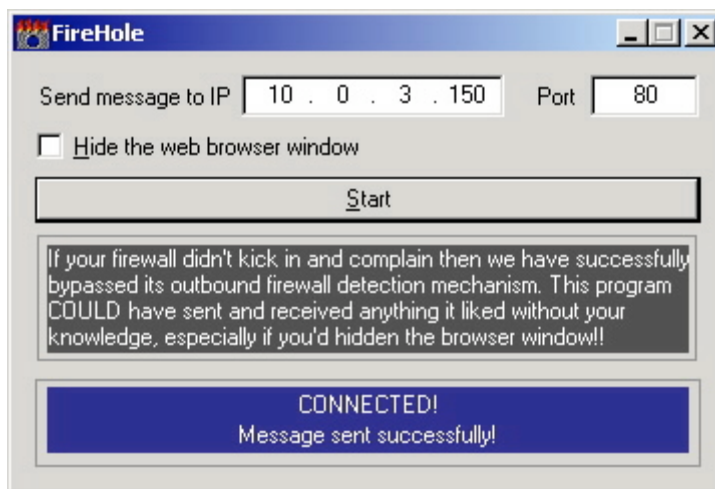 FireHole
Send message to IP 10 . 0 . 3 . 150 Port 80
Hide the web browser window
Start
If your firewall didn't kick in and complain then we have successfully
bypassed its outbound firewall detection mechanism. This program
COULD have sent and received anything it liked without your
knowledge, especially if you'd hidden the browser window!!
CONNECTED!
Message sent successfully!